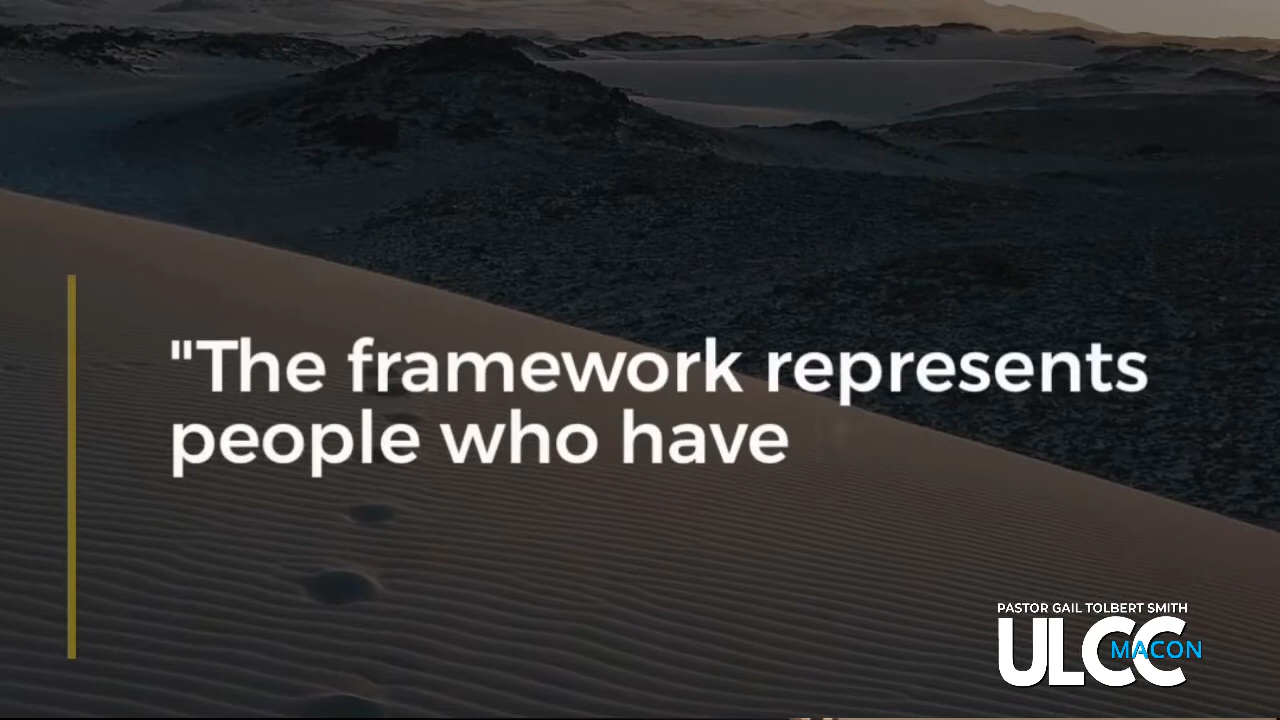 "The framework represents
people who have
PASTOR GAIL TOLBERT SMITH
ULCC
MACON